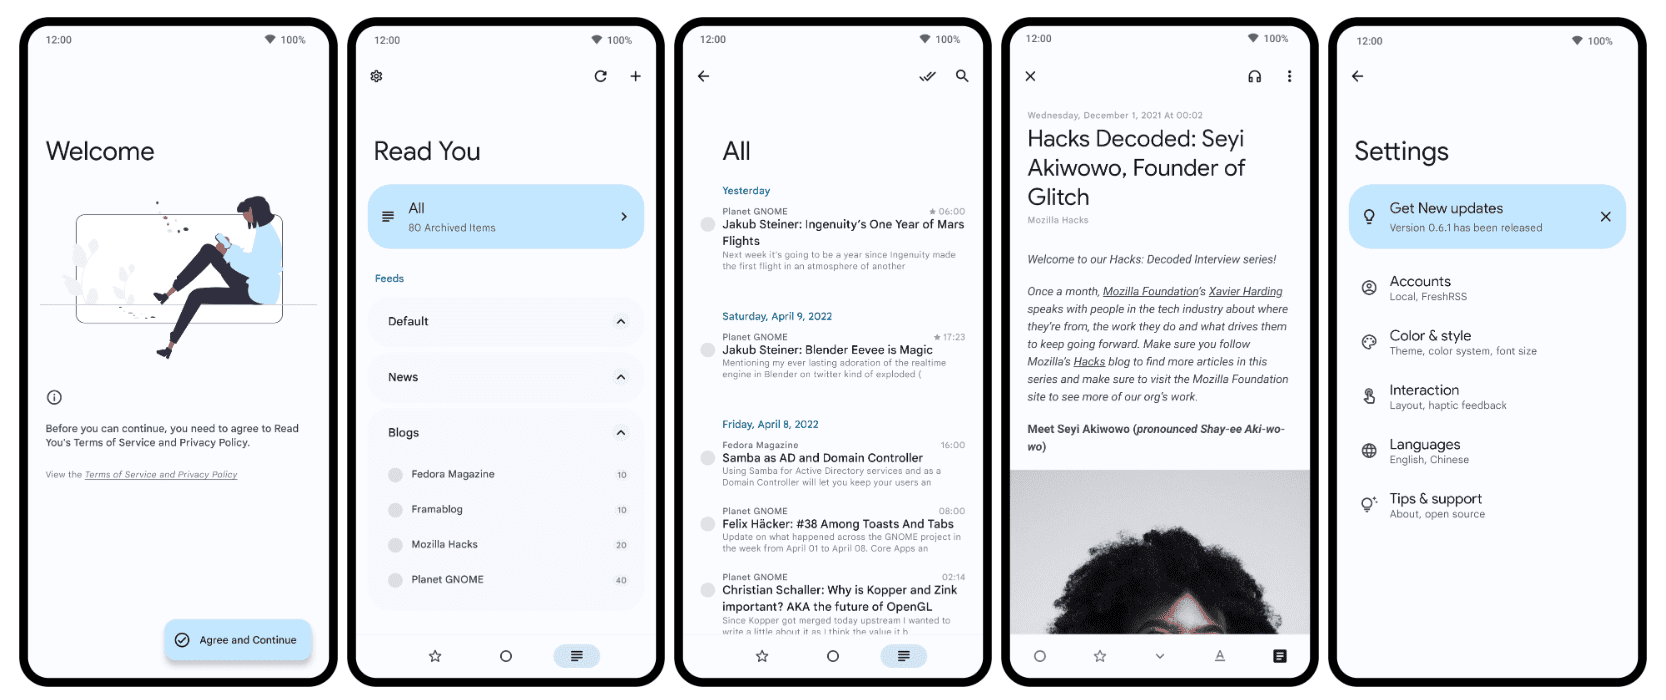 12:00
100%
Welcome
Before you can continue, you need to agree to Read
You's Terms of Service and Privacy Policy.
View the Terms of Service and Privacy Policy
Agree and Continue
12:00
100%
Read You
All
80 Archived Items
Feeds
Default
News
Blogs
Fedora Magazine
10
Framablog
10
Mozilla Hacks
20
Planet GNOME
40
12:00
100%
All
Yesterday
Planet GNOME
★ 06:00
Jakub Steiner: Ingenuity's One Year of Mars
Flights
Next week it's going to be a year since Ingenuity made
the first flight in an atmosphere of another
Saturday, April 9, 2022
Planet GNOME
★ 17:23
Jakub Steiner: Blender Eevee is Magic
Mentioning my ever lasting adoration of the realtime
engine in Blender on twitter kind of exploded (
Friday, April 8, 2022
Fedora Magazine
16:00
Samba as AD and Domain Controller
Using Samba for Active Directory services and as a
Domain Controller will let you keep your users an
Planet GNOME
08:00
Felix Häcker: #38 Among Toasts And Tabs
Update on what happened across the GNOME project in
the week from April 01 to April 08. Core Apps an
Planet GNOME
02:14
Christian Schaller: Why is Kopper and Zink
important? AKA the future of OpenGL
Since Kopper got merged today upstream I wanted to
write a little about it as I think the value it b
12:00
100%
Wednesday, December 1, 2021 At 00:02
Hacks Decoded: Seyi
Akiwowo, Founder of
Glitch
Mozilla Hacks
Welcome to our Hacks: Decoded Interview series!
Once a month, Mozilla Foundation's Xavier Harding
speaks with people in the tech industry about where
they're from, the work they do and what drives them
to keep going forward. Make sure you follow
Mozilla's Hacks blog to find more articles in this
series and make sure to visit the Mozilla Foundation
site to see more of our org's work.
Meet Seyi Akiwowo (pronounced Shay-ee Aki-wo-
wo)
A
12:00
100%
Settings
Get New updates
Version 0.6.1 has been released
Accounts
Local, FreshRSS
Color & style
Theme, color system, font size
Interaction
Layout, haptic feedback
Languages
English, Chinese
Tips & support
About, open source